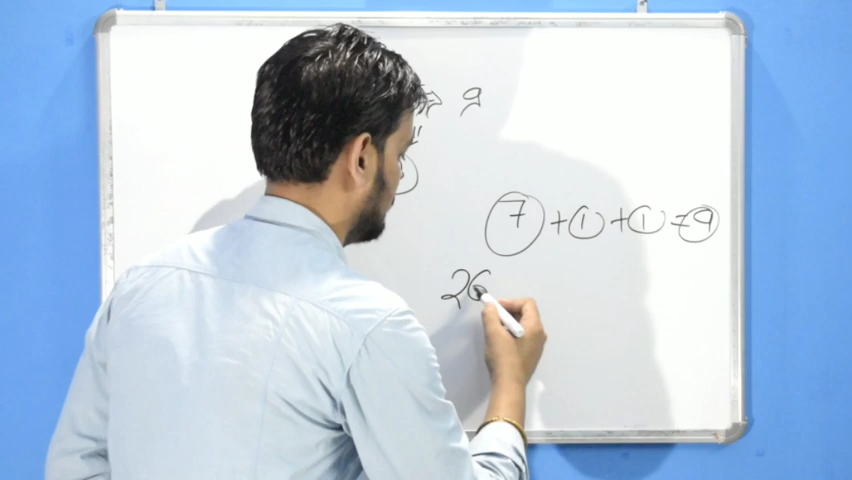 9
7 + 1 + 1 = 9
26